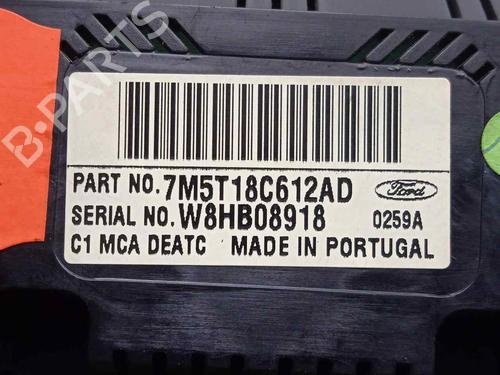 B-PARTS
PART NO. 7M5T18C612AD
Ford
SERIAL NO. W8HB08918
0259A
C1 MCA DEATC MADE IN PORTUGAL